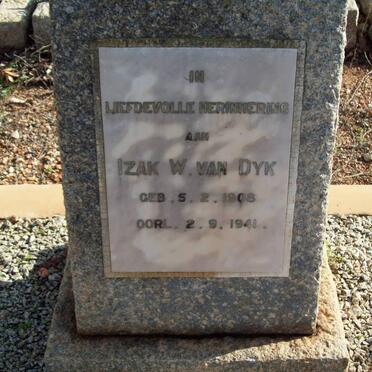 IN
LIEFDEVOLLE HERINNERING
AAN
IZAK W. VAN DYK
GEB. 5. 2. 1908
OORL. 2. 9. 1941.